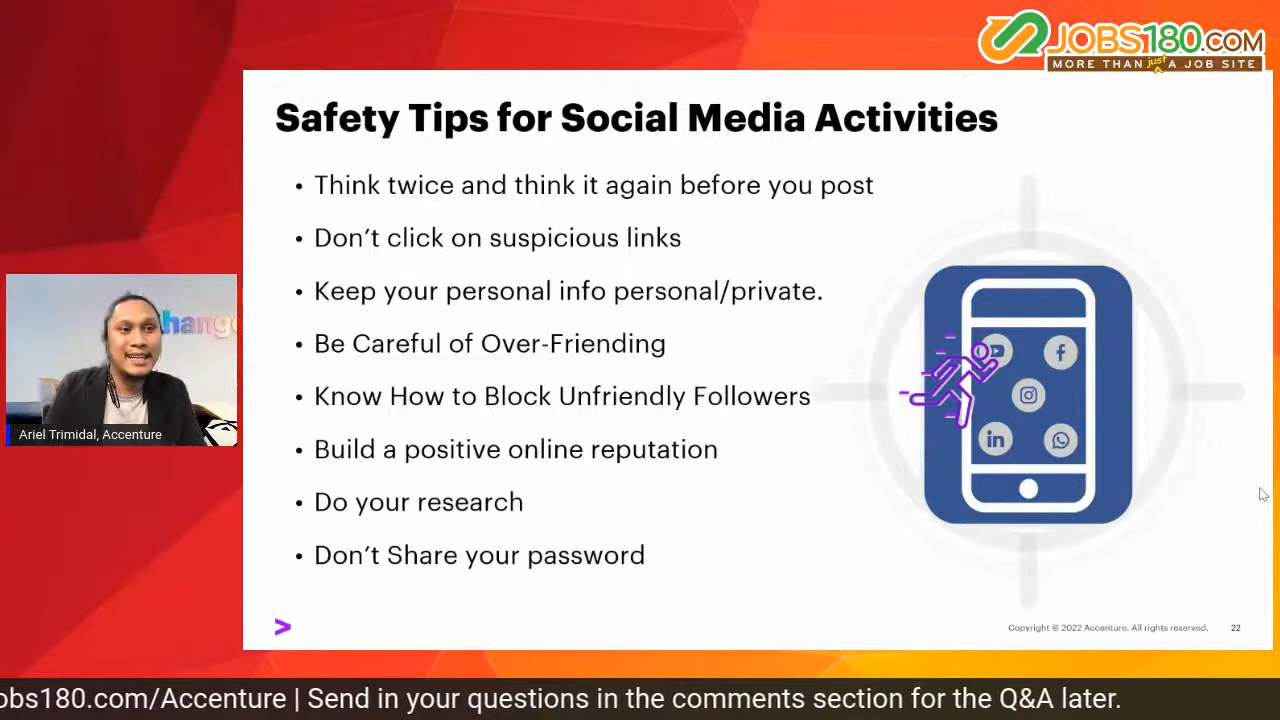 JOBS180.COM
MORE THAN just A JOB SITE
Safety Tips for Social Media Activities
• Think twice and think it again before you post
• Don’t click on suspicious links
• Keep your personal info personal/private.
• Be Careful of Over-Friending
• Know How to Block Unfriendly Followers
• Build a positive online reputation
• Do your research
• Don’t Share your password
hang
Ariel Trimidal, Accenture
>
Copyright © 2022 Accenture. All rights reserved. 22
obs180.com/Accenture | Send in your questions in the comments section for the Q&A later.